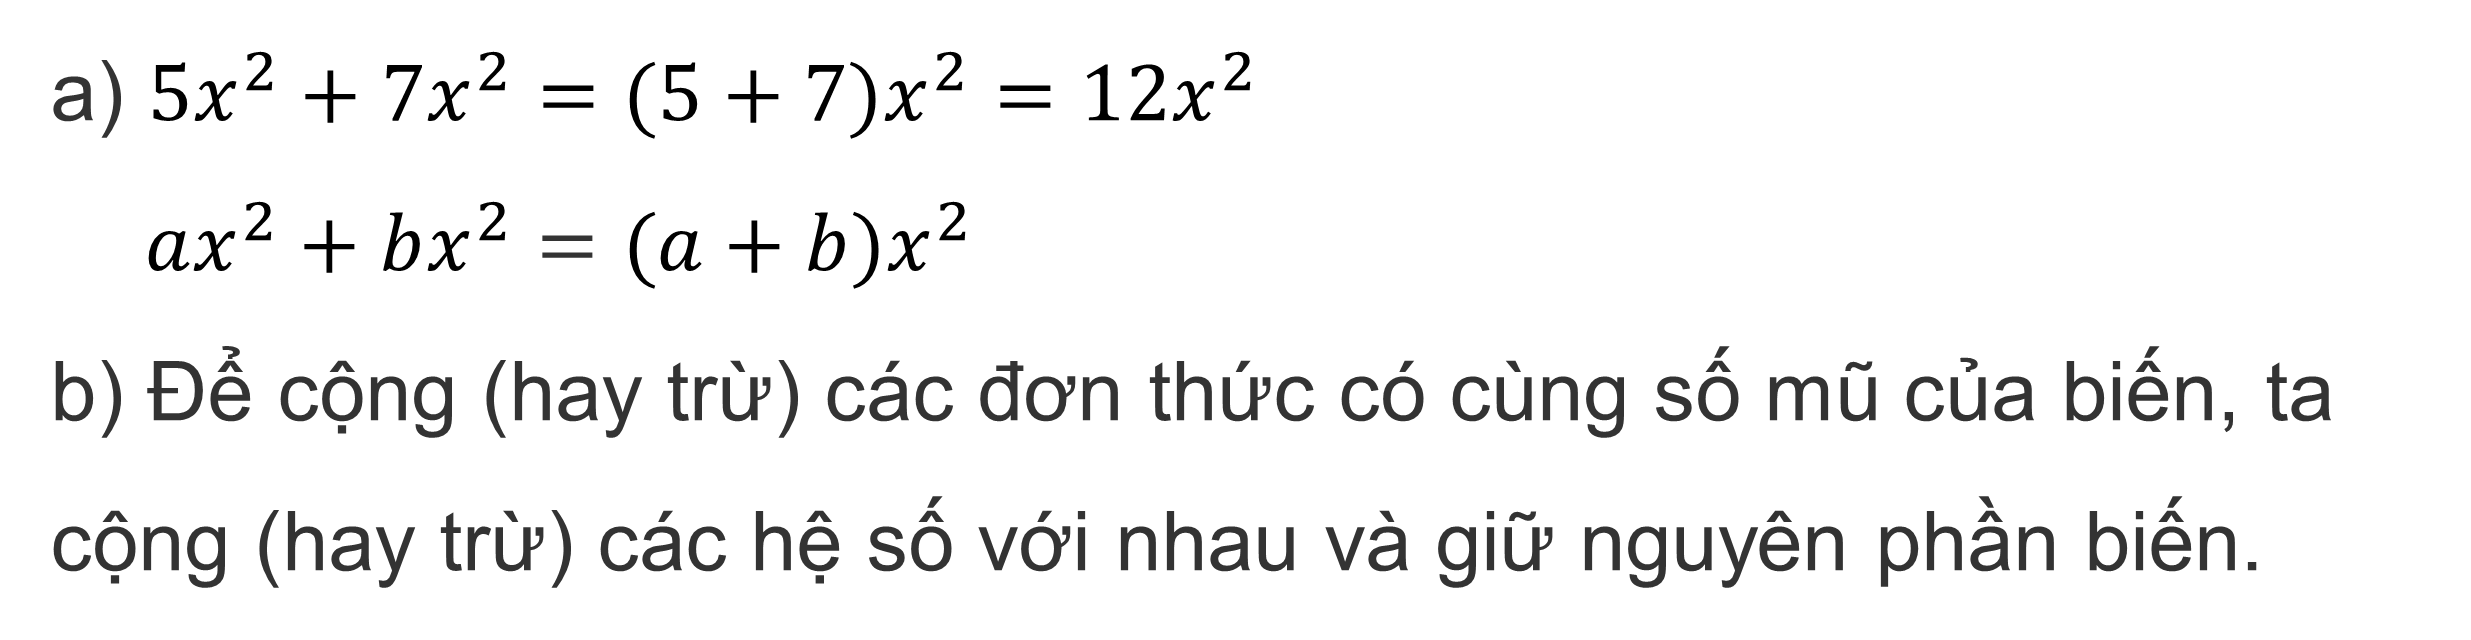 a) 5x² + 7x² = (5 + 7)x² = 12x²
ax² + bx² = (a + b)x²
b) Để cộng (hay trừ) các đơn thức có cùng số mũ của biến, ta
cộng (hay trừ) các hệ số với nhau và giữ nguyên phần biến.